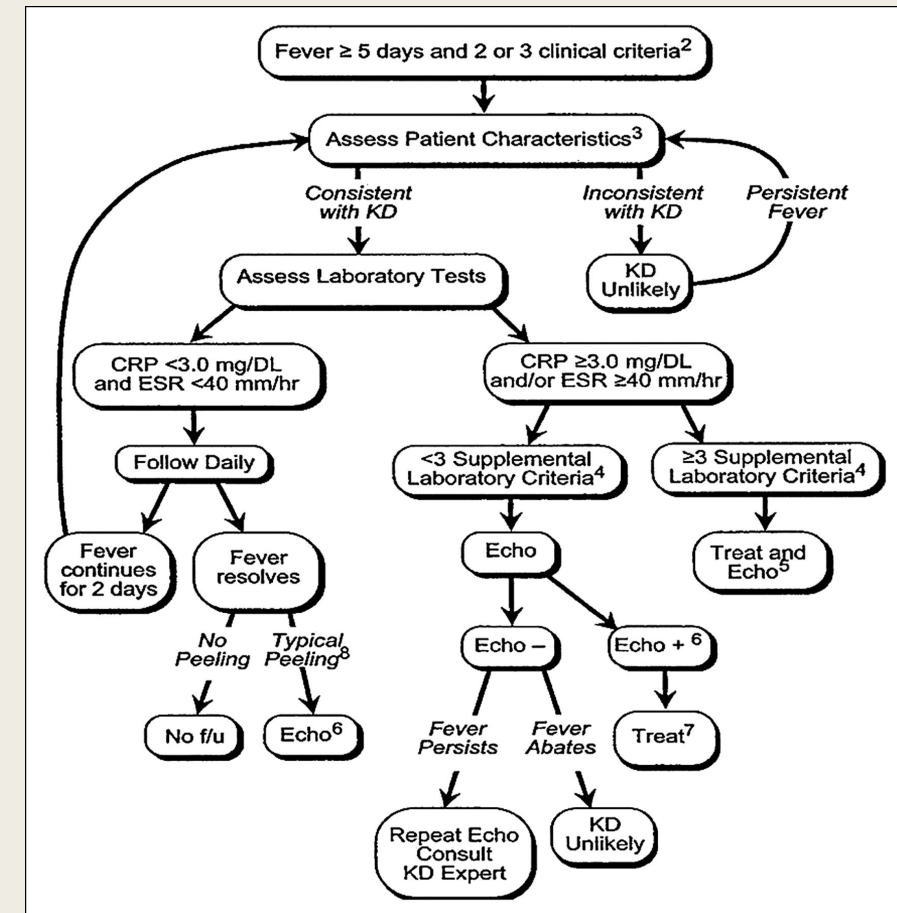 Fever ≥ 5 days and 2 or 3 clinical criteria2
Assess Patient Characteristics3
Consistent
with KD
Inconsistent
with KD
Persistent
Fever
Assess Laboratory Tests
KD
Unlikely
CRP <3.0 mg/DL
and ESR <40 mm/hr
CRP ≥3.0 mg/DL
and/or ESR ≥40 mm/hr
Follow Daily
<3 Supplemental
Laboratory Criteria4
≥3 Supplemental
Laboratory Criteria4
Fever
continues
for 2 days
Fever
resolves
Echo
Treat and
Echo5
No
Peeling
Typical
Peeling8
Echo –
Echo + 6
No f/u
Echo6
Fever
Persists
Fever
Abates
Treat7
Repeat Echo
Consult
KD Expert
KD
Unlikely